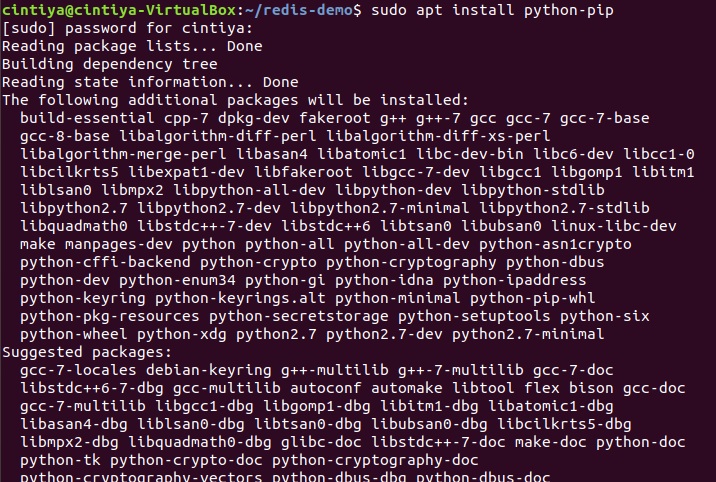 cintiya@cintiya-VirtualBox:~/redis-demo$ sudo apt install python-pip
[sudo] password for cintiya:
Reading package lists... Done
Building dependency tree
Reading state information... Done
The following additional packages will be installed:
  build-essential cpp-7 dpkg-dev fakeroot g++ g++-7 gcc gcc-7 gcc-7-base
  gcc-8-base libalgorithm-diff-perl libalgorithm-diff-xs-perl
  libalgorithm-merge-perl libasan4 libatomic1 libc-dev-bin libc6-dev libcc1-0
  libcilkrts5 libexpat1-dev libfakeroot libgcc-7-dev libgcc1 libgomp1 libitm1
  liblsan0 libmpx2 libpython-all-dev libpython-dev libpython-stdlib
  libpython2.7 libpython2.7-dev libpython2.7-minimal libpython2.7-stdlib
  libquadmath0 libstdc++-7-dev libstdc++6 libtsan0 libubsan0 linux-libc-dev
  make manpages-dev python python-all python-all-dev python-asn1crypto
  python-cffi-backend python-crypto python-cryptography python-dbus
  python-dev python-enum34 python-gi python-idna python-ipaddress
  python-keyring python-keyrings.alt python-minimal python-pip-whl
  python-pkg-resources python-secretstorage python-setuptools python-six
  python-wheel python-xdg python2.7 python2.7-dev python2.7-minimal
Suggested packages:
  gcc-7-locales debian-keyring g++-multilib g++-7-multilib gcc-7-doc
  libstdc++6-7-dbg gcc-multilib autoconf automake libtool flex bison gcc-doc
  gcc-7-multilib libgcc1-dbg libgomp1-dbg libitm1-dbg libatomic1-dbg
  libasan4-dbg liblsan0-dbg libtsan0-dbg libubsan0-dbg libcilkrts5-dbg
  libmpx2-dbg libquadmath0-dbg glibc-doc libstdc++-7-doc make-doc python-doc
  python-tk python-crypto-doc python-cryptography-doc
  python-cryptography-vectors python-dbus-dbg python-dbus-doc